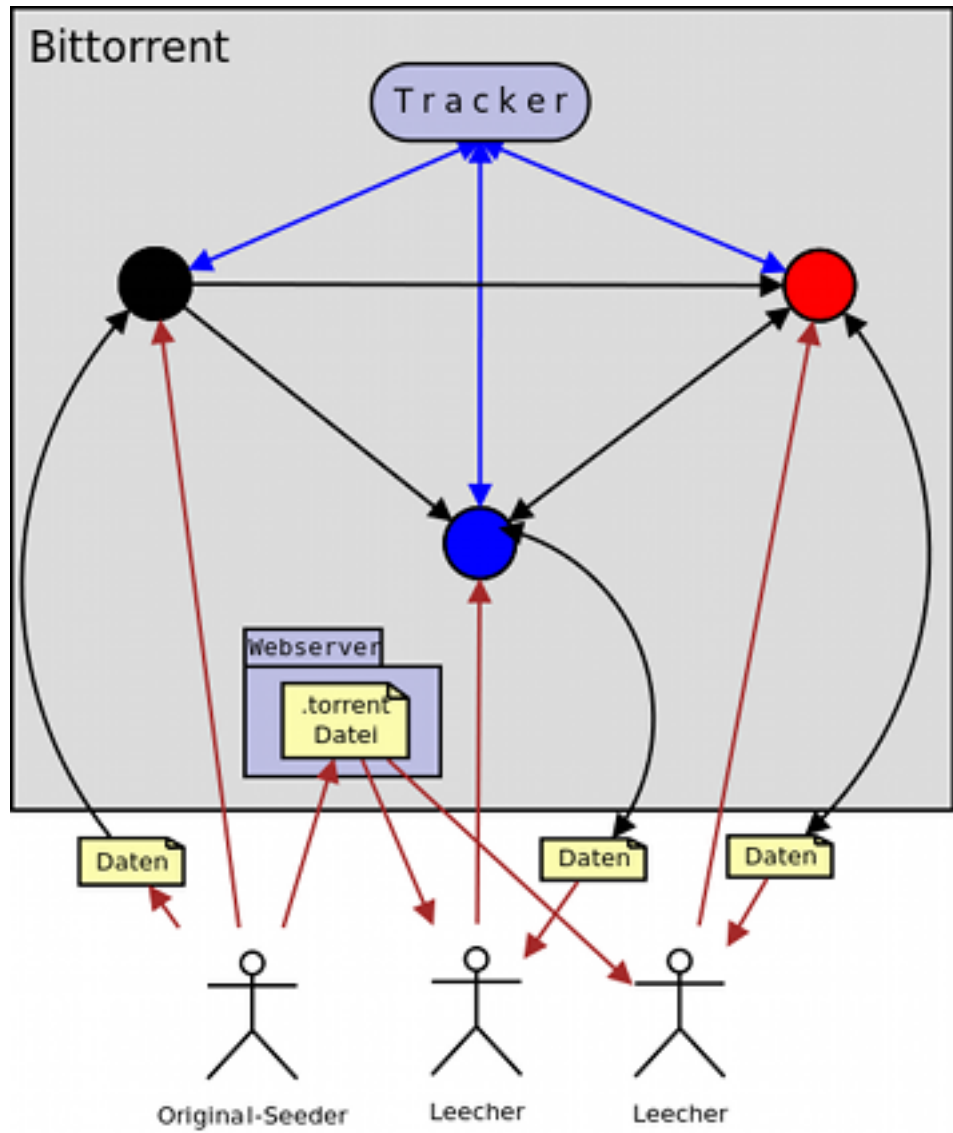 Bittorrent
Tracker
Webserver
.torrent
Datei
Daten
Daten
Daten
Original-Seeder
Leecher
Leecher